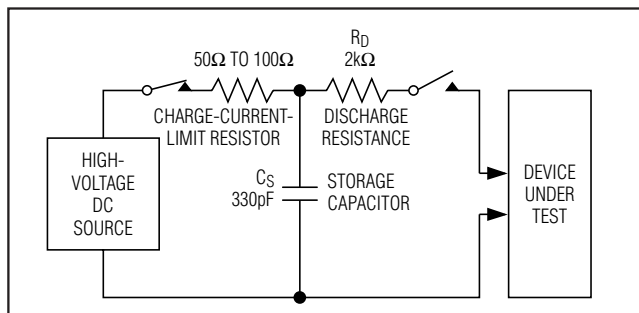 50Ω TO 100Ω
CHARGE-CURRENT-
LIMIT RESISTOR
R_D
2kΩ
DISCHARGE
RESISTANCE
HIGH-
VOLTAGE
DC
SOURCE
C_S
330pF
STORAGE
CAPACITOR
DEVICE
UNDER
TEST